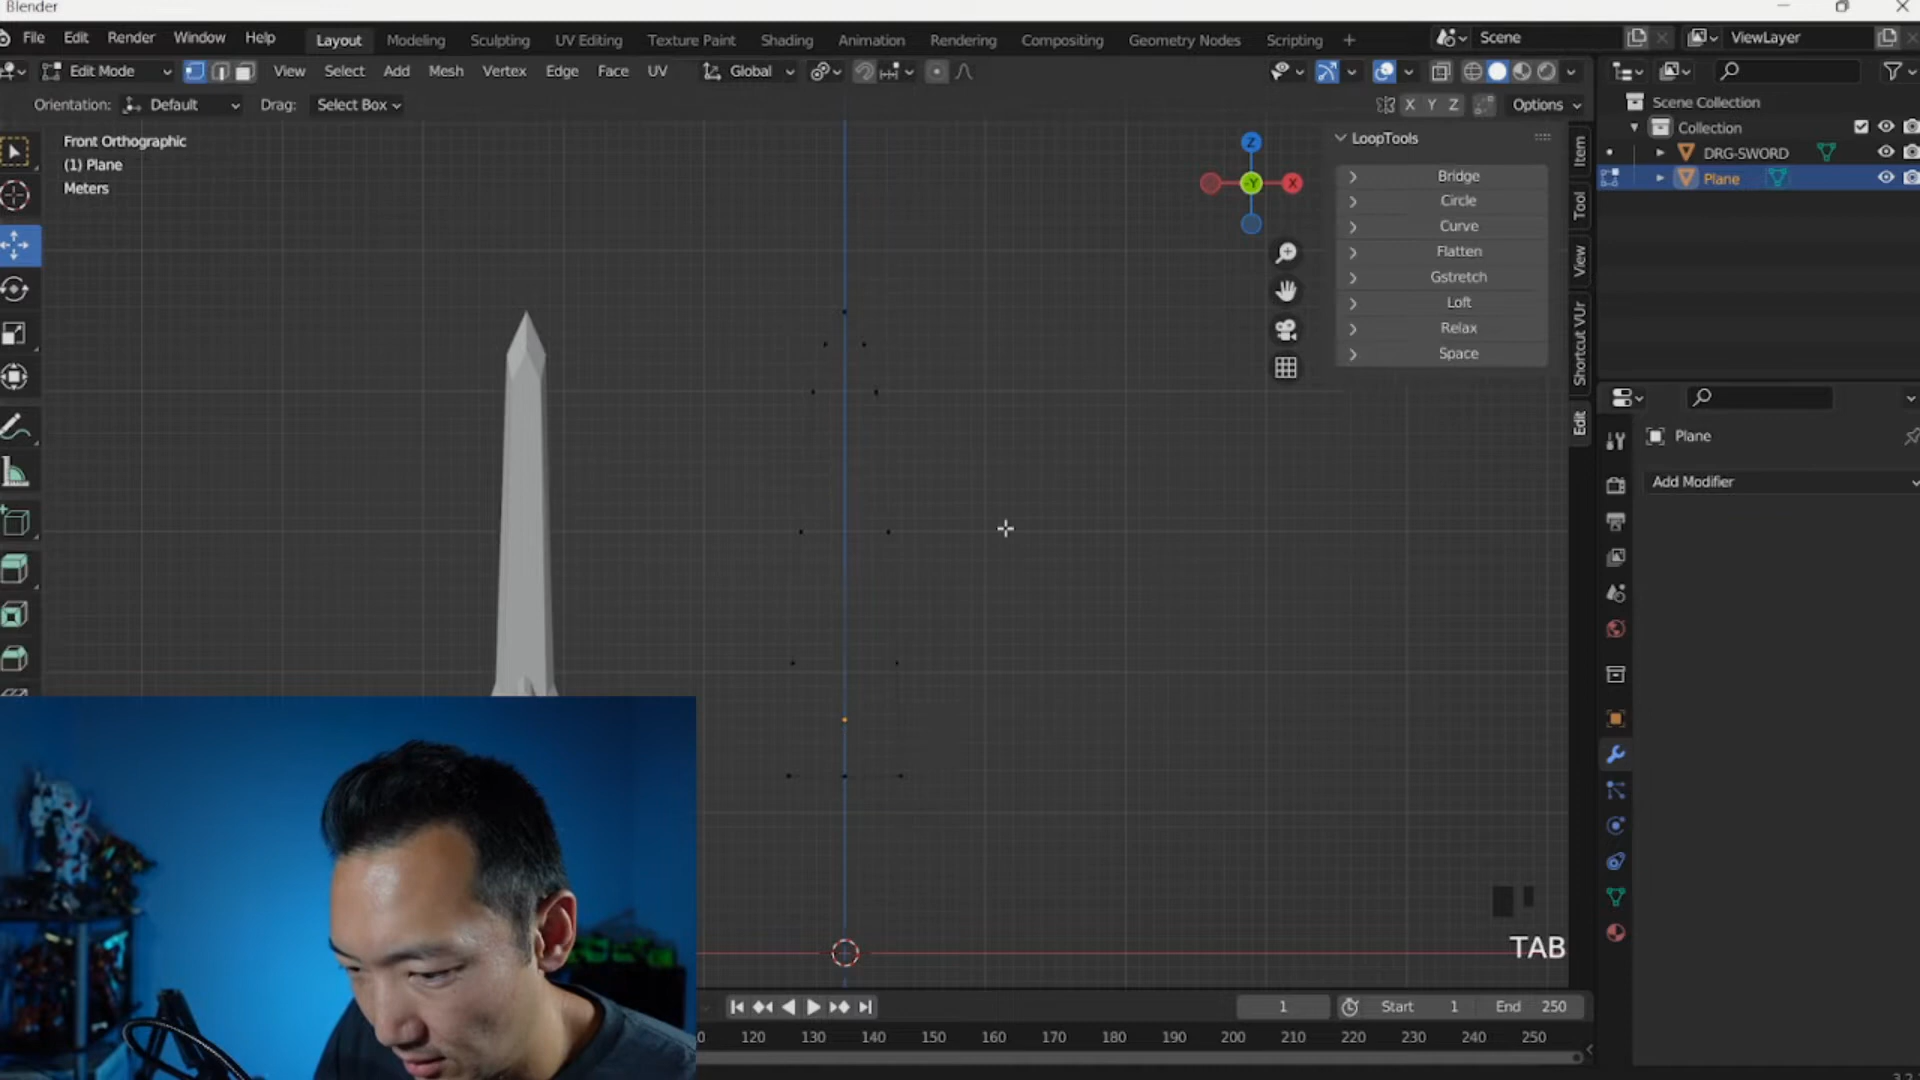 Blender
File Edit Render Window Help Layout Modeling Sculpting UV Editing Texture Paint Shading Animation Rendering Compositing Geometry Nodes Scripting + Scene ViewLayer
Edit Mode View Select Add Mesh Vertex Edge Face UV Global
Orientation: Default Drag: Select Box X Y Z Options
Scene Collection
Collection
DRG-SWORD
Plane
Front Orthographic
(1) Plane
Meters
Z
-Y
X
LoopTools
Bridge
Circle
Curve
Flatten
Gstretch
Loft
Relax
Space
Item
Tool
View
Shortcut VUr
Edit
Plane
Add Modifier
TAB
1 Start 1 End 250
0 120 130 140 150 160 170 180 190 200 210 220 230 240 250